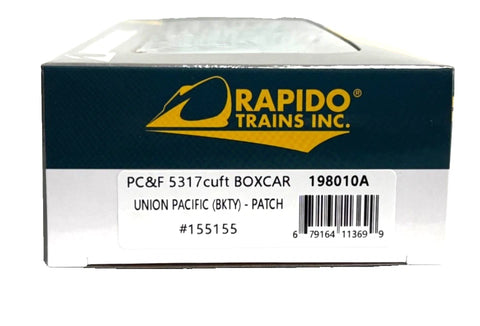 RAPIDO®
TRAINS INC.
PC&F 5317cuft BOXCAR 198010A
UNION PACIFIC (BKTY) - PATCH
#155155
6 79164 11369 9